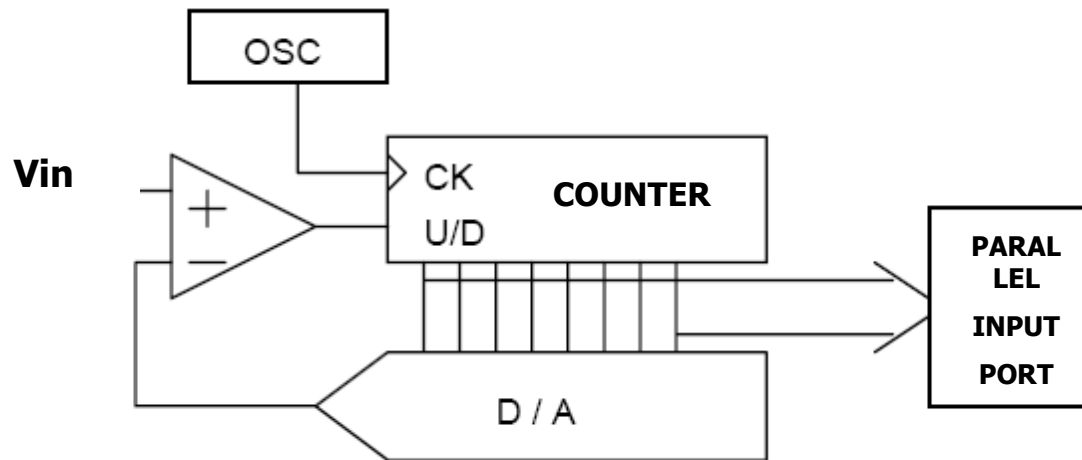 OSC
Vin
+
−
CK
COUNTER
U/D
PARAL
LEL
INPUT
PORT
D / A